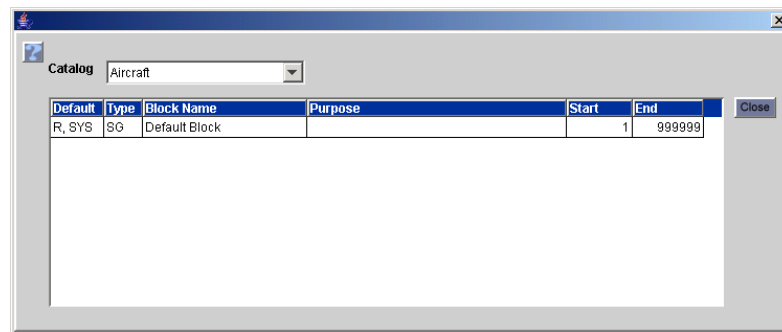 ?
Catalog Aircraft
Default Type Block Name Purpose Start End
R, SYS SG Default Block 1 999999
Close